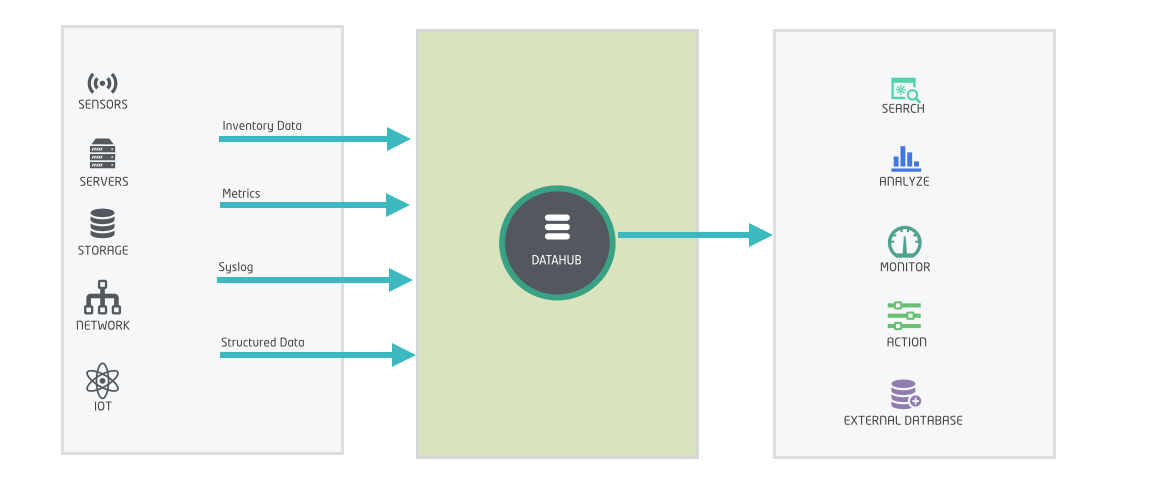 SENSORS
SERVERS
STORAGE
NETWORK
IOT
Inventory Data
Metrics
Syslog
Structured Data
DATAHUB
SEARCH
ANALYZE
MONITOR
ACTION
EXTERNAL DATABASE